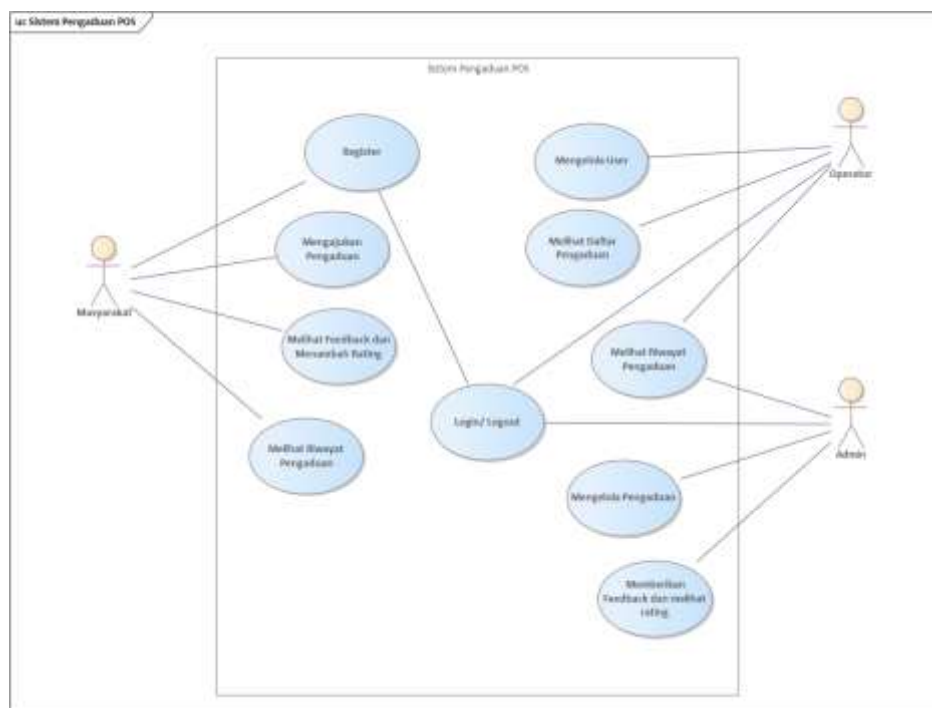 uc Sistem Pengaduan POS
Sistem Pengaduan POS
Register
Mengelola User
Operator
Mengajukan
Pengaduan
Melihat Daftar
Pengaduan
Masyarakat
Melihat Feedback dan
Menambah Rating
Melihat Riwayat
Pengaduan
Login/ Logout
Admin
Melihat Riwayat
Pengaduan
Mengelola Pengaduan
Memberikan
Feedback dan melihat
rating